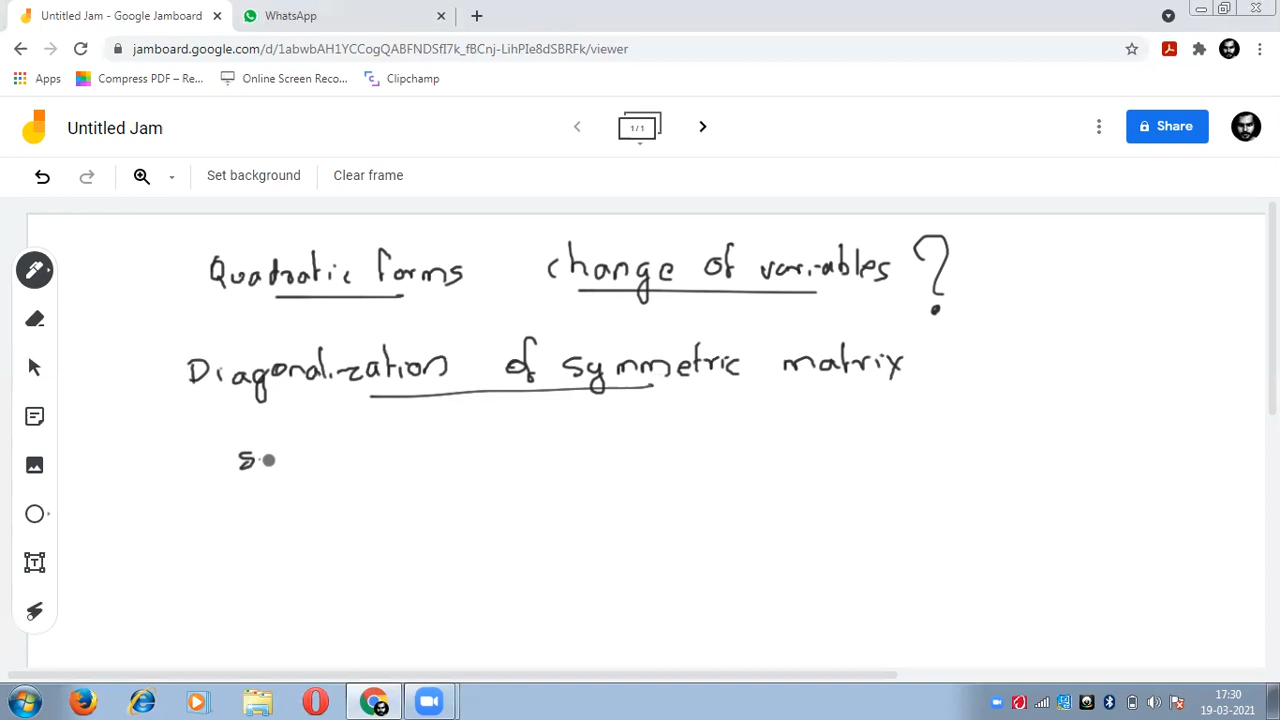 Untitled Jam - Google Jamboard
WhatsApp
jamboard.google.com/d/1abwbAH1YCCogQABFNDSfI7k_fBCnj-LihPIe8dSBRFk/viewer
Apps Compress PDF – Re... Online Screen Reco... Clipchamp
Untitled Jam
1 / 1
Share
Set background Clear frame
Quadratic forms change of variables ?
Diagonalization of symmetric matrix
S
17:30
19-03-2021